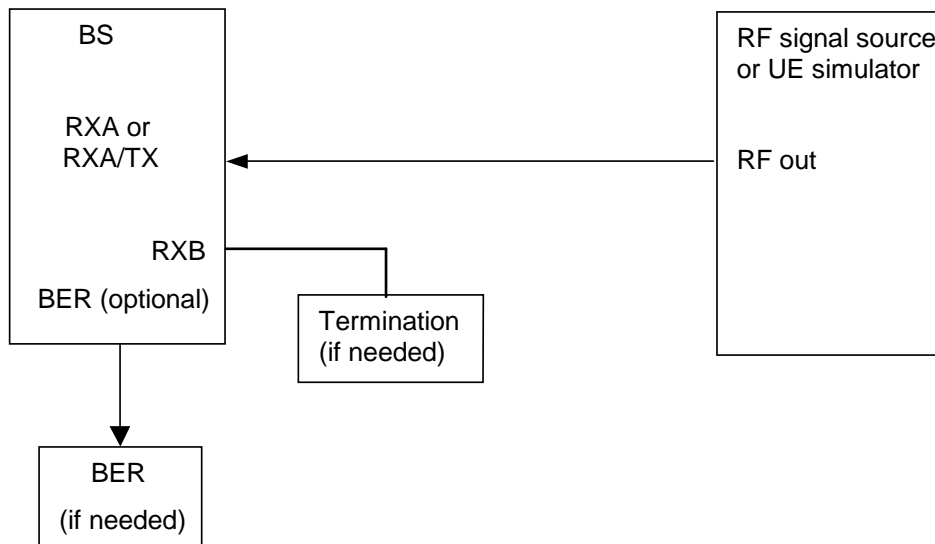 BS
RXA or
RXA/TX
RXB
BER (optional)
Termination
(if needed)
BER
(if needed)
RF signal source
or UE simulator
RF out